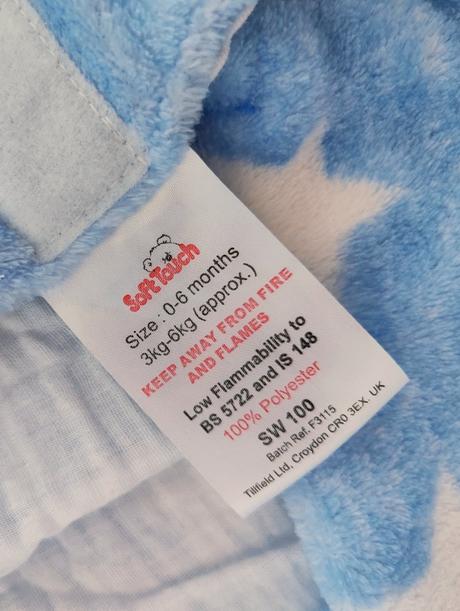 Soft Touch
Size : 0-6 months
3kg-6kg (approx.)
KEEP AWAY FROM FIRE
AND FLAMES
Low Flammability to
BS 5722 and IS 148
100% Polyester
SW 100
Batch Ref. F3115
Tillfield Ltd, Croydon CR0 3EX. UK